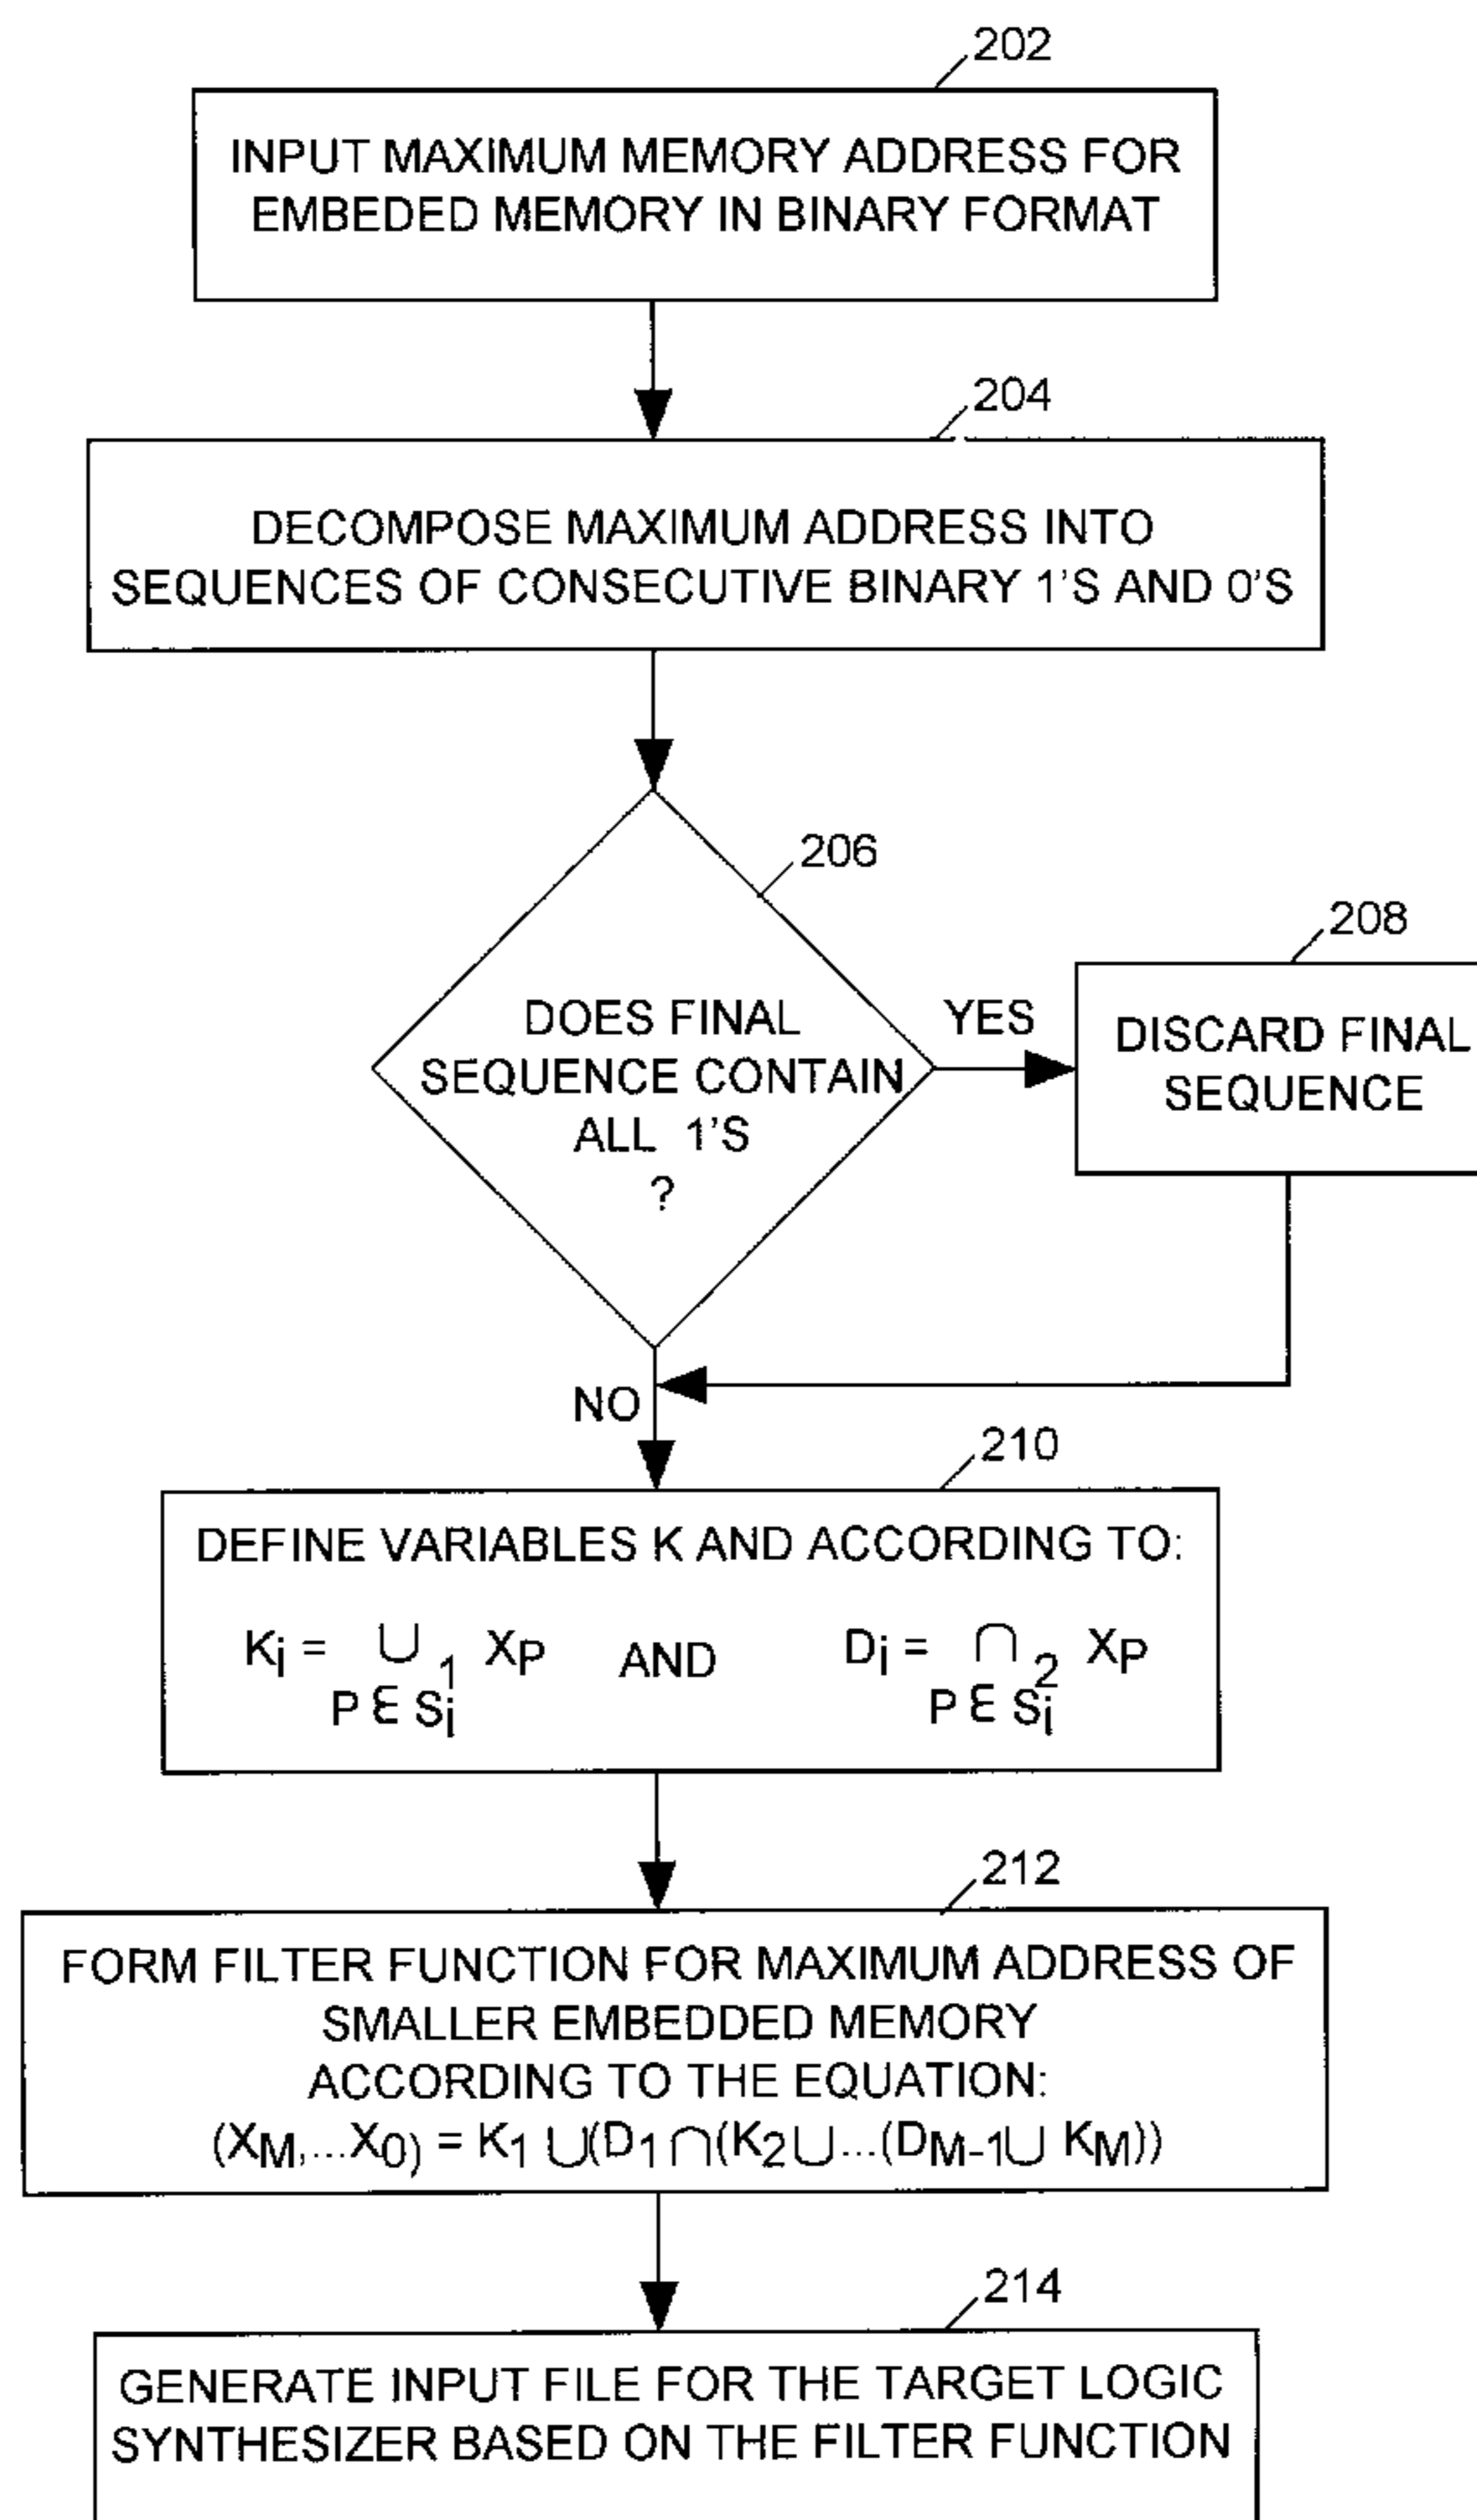 202
INPUT MAXIMUM MEMORY ADDRESS FOR
EMBEDED MEMORY IN BINARY FORMAT
204
DECOMPOSE MAXIMUM ADDRESS INTO
SEQUENCES OF CONSECUTIVE BINARY 1'S AND 0'S
206
DOES FINAL
SEQUENCE CONTAIN
ALL 1'S
?
YES
208
DISCARD FINAL
SEQUENCE
NO
210
DEFINE VARIABLES K AND ACCORDING TO:
Ki = ∪ XP AND Di = ∩ XP
P ε Si1 P ε Si2
212
FORM FILTER FUNCTION FOR MAXIMUM ADDRESS OF
SMALLER EMBEDDED MEMORY
ACCORDING TO THE EQUATION:
(XM,...X0) = K1 ∪(D1∩(K2∪...(DM-1∪ KM))
214
GENERATE INPUT FILE FOR THE TARGET LOGIC
SYNTHESIZER BASED ON THE FILTER FUNCTION